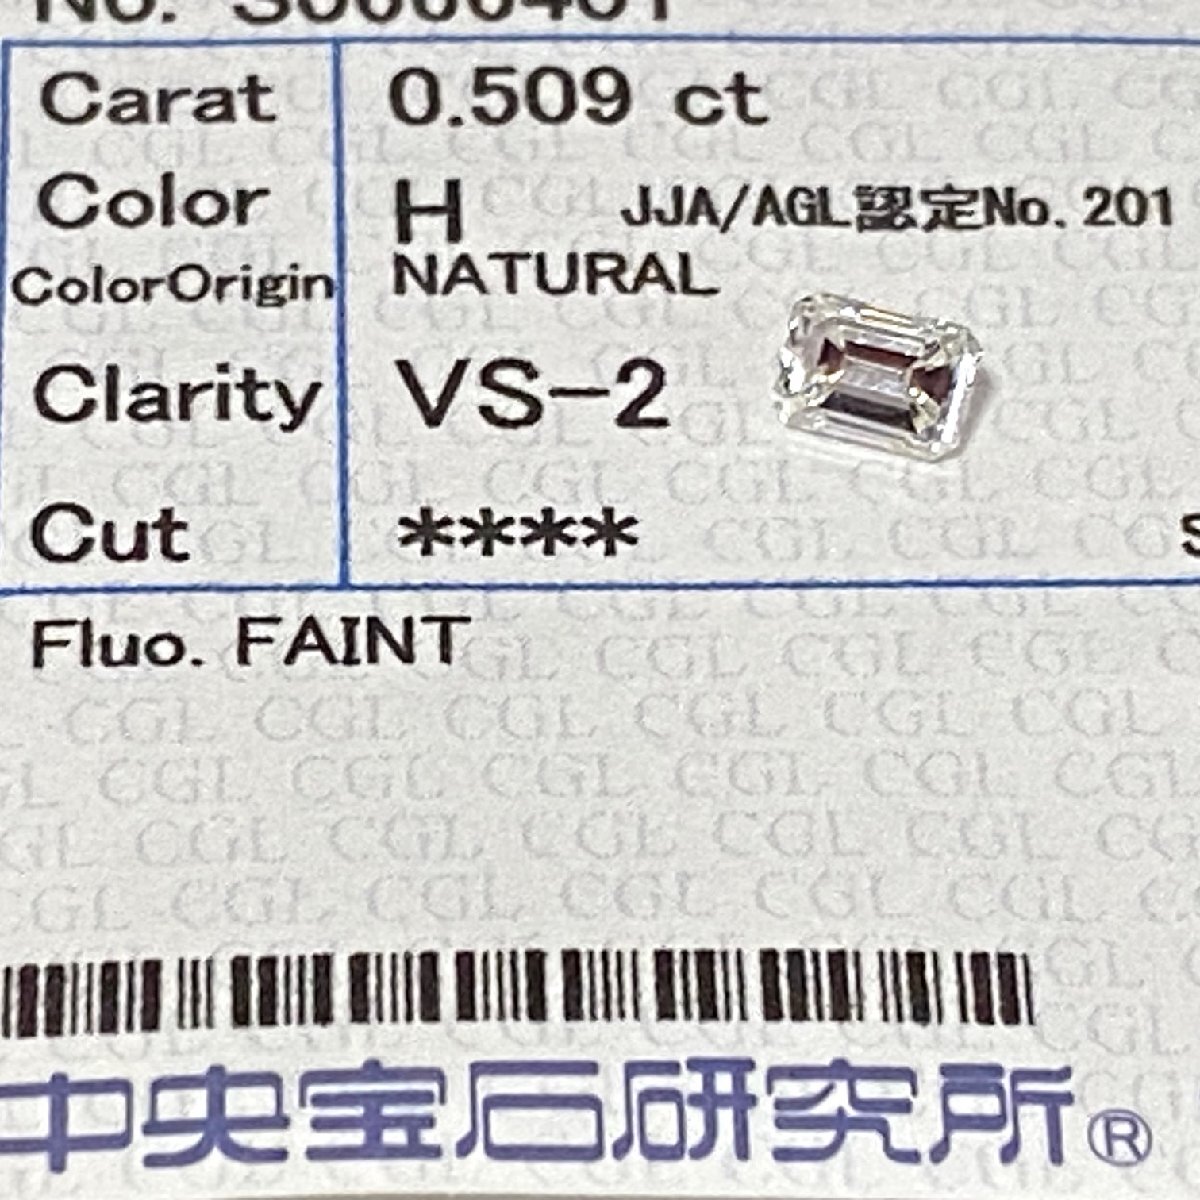 Carat 0.509 ct
Color H JJA/AGL認定No.201
ColorOrigin NATURAL
Clarity VS-2
Cut ****
Fluo. FAINT
中央宝石研究所®